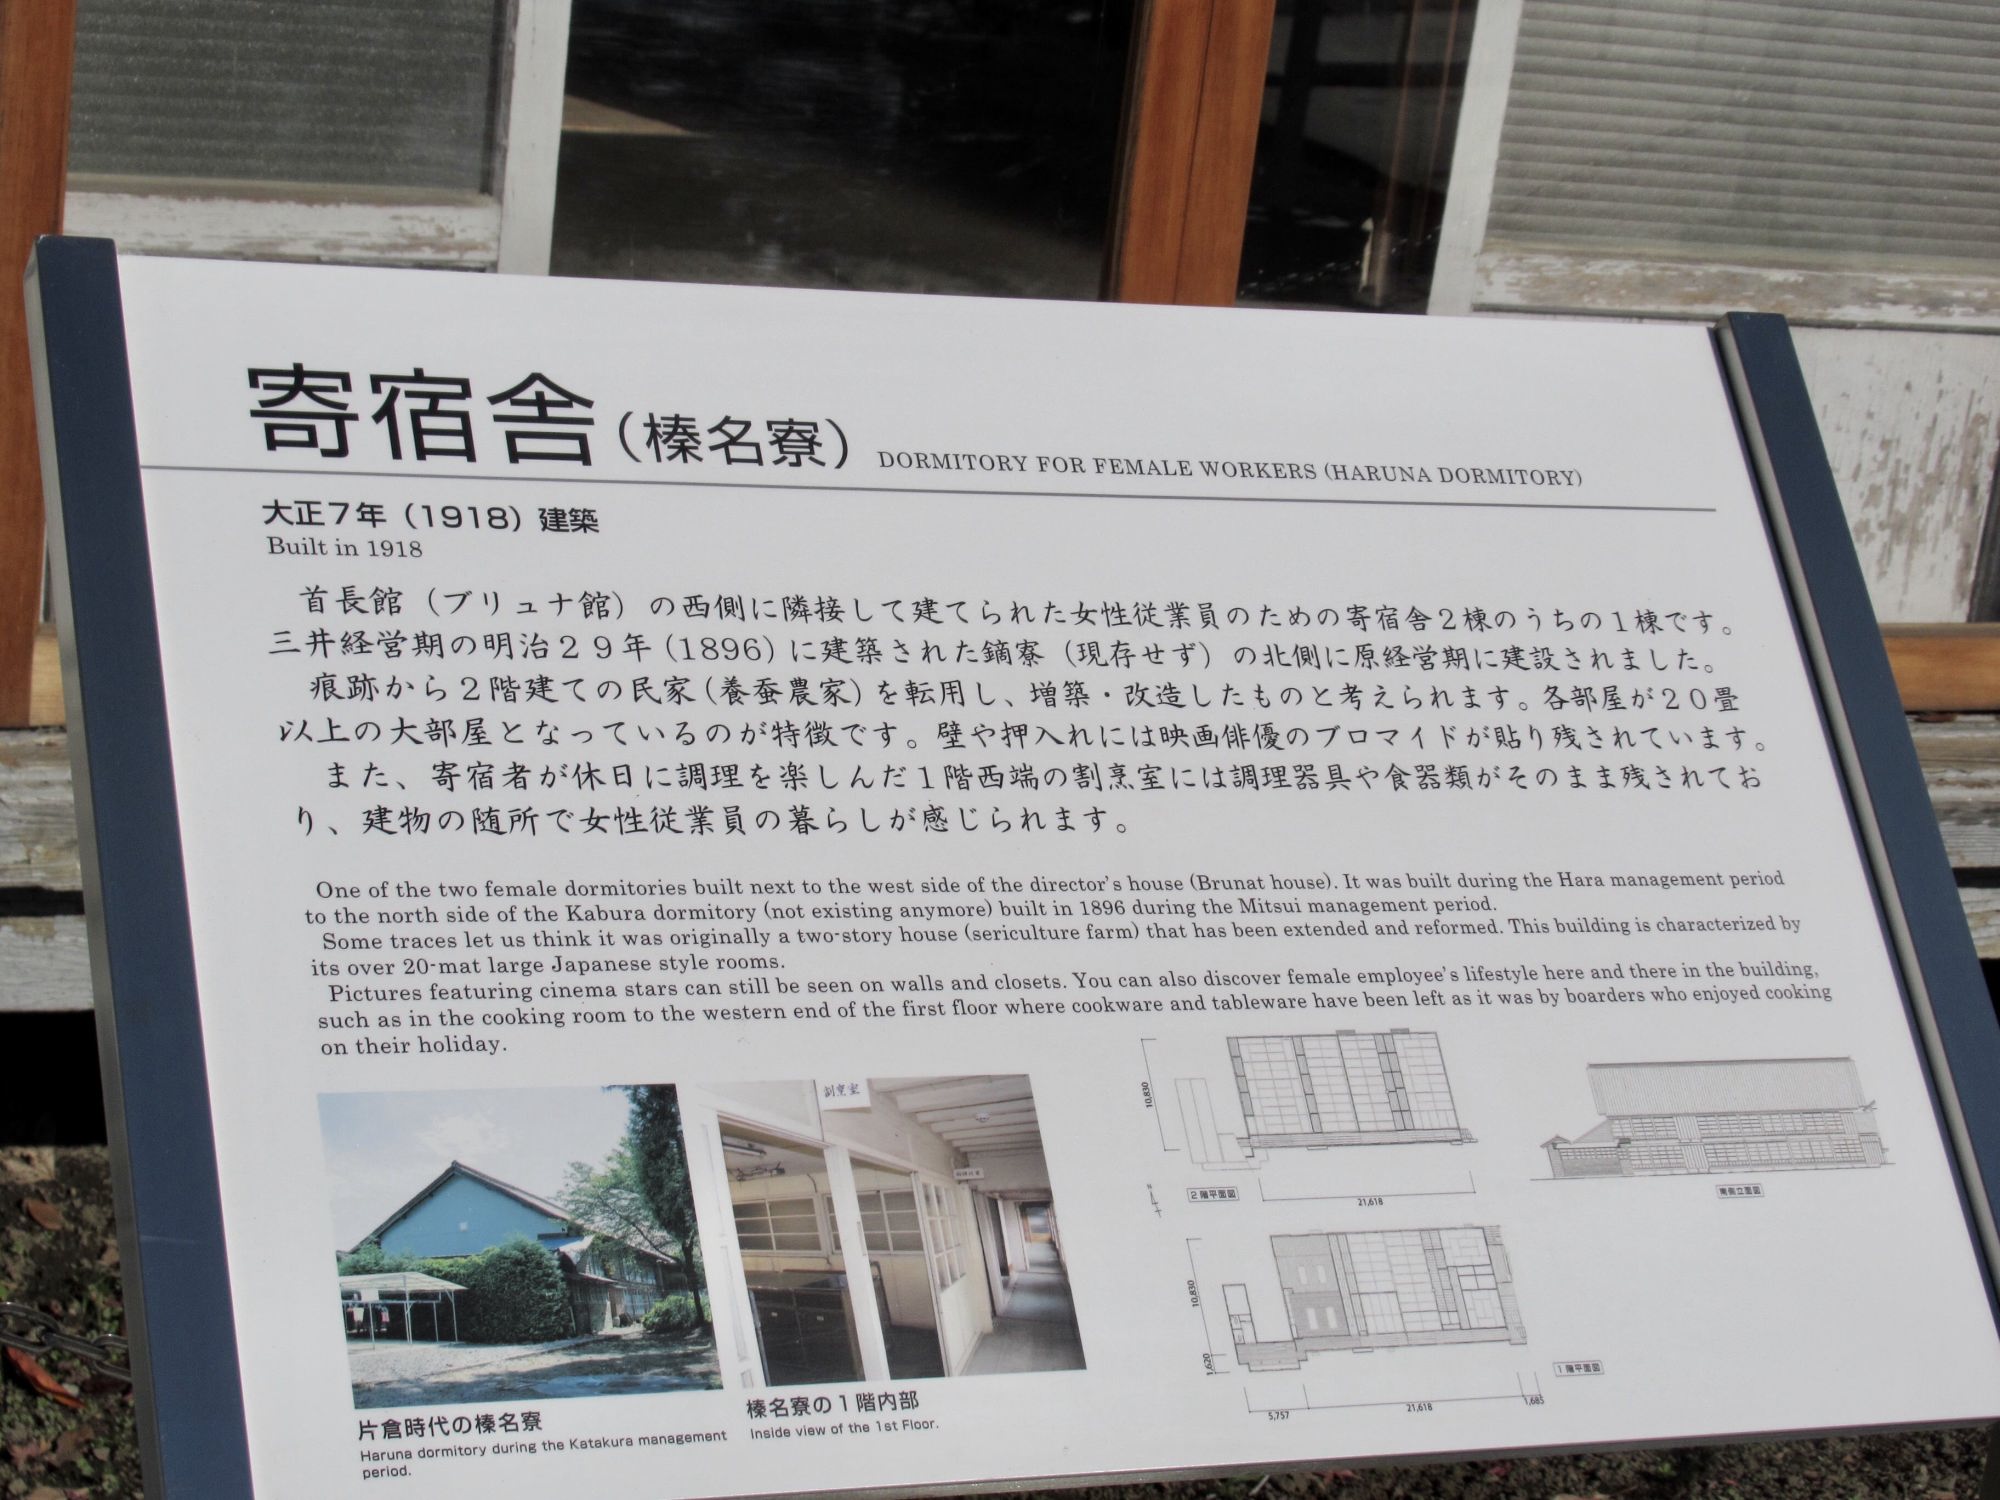 寄宿舎（榛名寮） DORMITORY FOR FEMALE WORKERS (HARUNA DORMITORY)
大正７年（1918）建築
Built in 1918
首長館（ブリュナ館）の西側に隣接して建てられた女性従業員のための寄宿舎２棟のうちの１棟です。
三井経営期の明治２９年（1896）に建築された鏑寮（現存せず）の北側に原経営期に建設されました。
痕跡から２階建ての民家（養蚕農家）を転用し、増築・改造したものと考えられます。各部屋が２０畳
以上の大部屋となっているのが特徴です。壁や押入れには映画俳優のブロマイドが貼り残されています。
また、寄宿者が休日に調理を楽しんだ１階西端の割烹室には調理器具や食器類がそのまま残されてお
り、建物の随所で女性従業員の暮らしが感じられます。
One of the two female dormitories built next to the west side of the director's house (Brunat house). It was built during the Hara management period
to the north side of the Kabura dormitory (not existing anymore) built in 1896 during the Mitsui management period.
Some traces let us think it was originally a two-story house (sericulture farm) that has been extended and reformed. This building is characterized by
its over 20-mat large Japanese style rooms.
Pictures featuring cinema stars can still be seen on walls and closets. You can also discover female employee's lifestyle here and there in the building,
such as in the cooking room to the western end of the first floor where cookware and tableware have been left as it was by boarders who enjoyed cooking
on their holiday.
割烹室
片倉時代の榛名寮
Haruna dormitory during the Katakura management
period.
榛名寮の１階内部
Inside view of the 1st Floor.
10,830
N
２階平面図
21,618
南側立面図
10,830
1,620
１階平面図
5,757
21,618
1,685